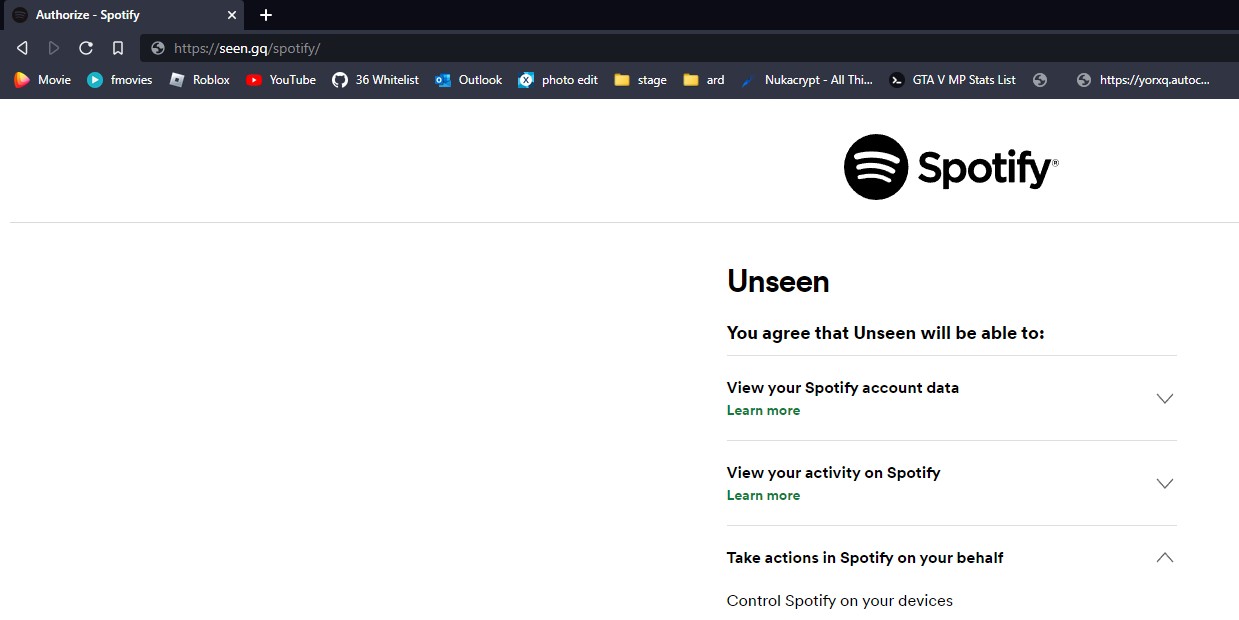 Authorize - Spotify
https://seen.gq/spotify/
Movie fmovies Roblox YouTube 36 Whitelist Outlook photo edit stage ard Nukacrypt - All Thi... GTA V MP Stats List https://yorxq.autoc...
Spotify®
Unseen
You agree that Unseen will be able to:
View your Spotify account data
Learn more
View your activity on Spotify
Learn more
Take actions in Spotify on your behalf
Control Spotify on your devices